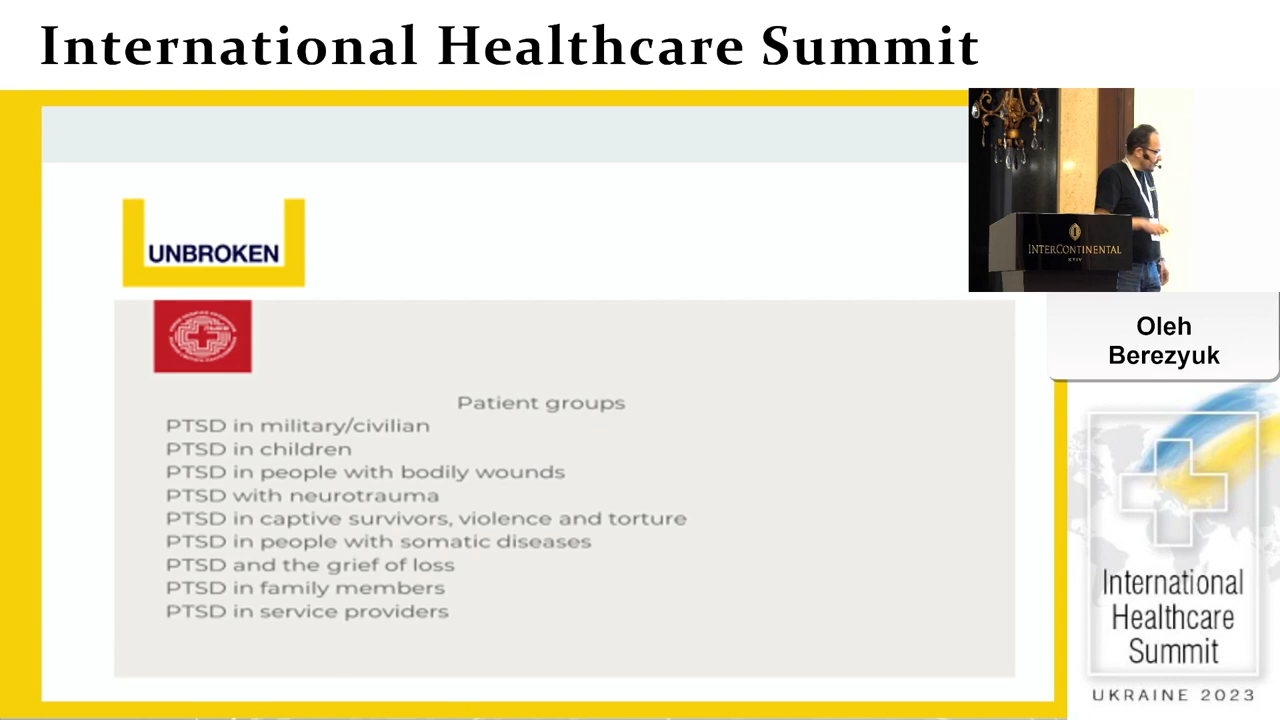 International Healthcare Summit
UNBROKEN
Patient groups
PTSD in military/civilian
PTSD in children
PTSD in people with bodily wounds
PTSD with neurotrauma
PTSD in captive survivors, violence and torture
PTSD in people with somatic diseases
PTSD and the grief of loss
PTSD in family members
PTSD in service providers
INTERCONTINENTAL
KYIV
Oleh
Berezyuk
International
Healthcare
Summit
UKRAINE 2023